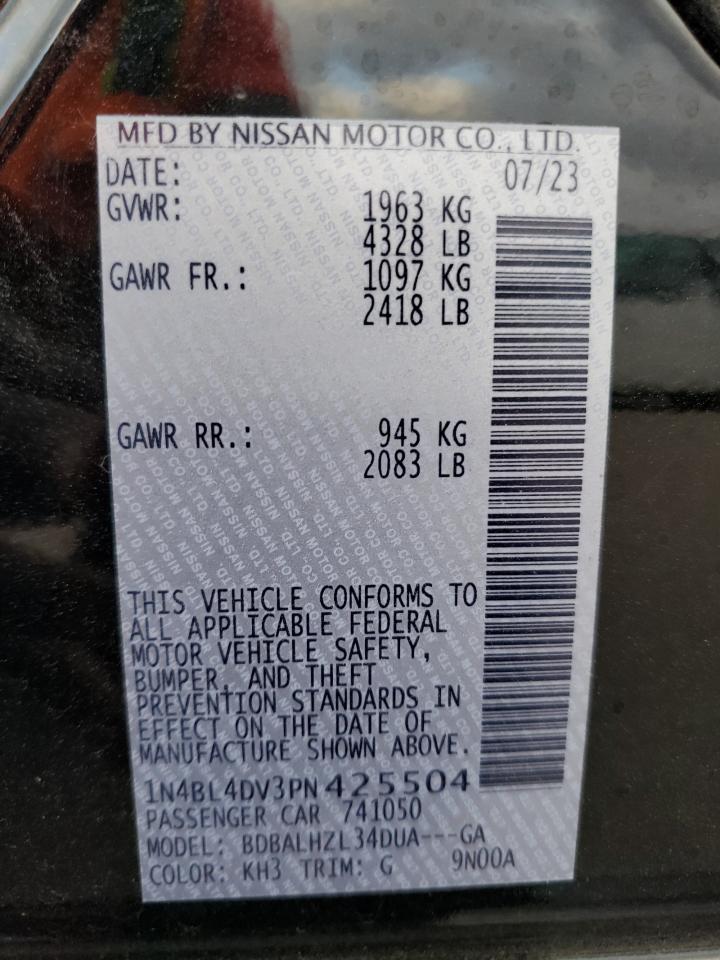 MFD BY NISSAN MOTOR CO., LTD.
DATE: 07/23
GVWR: 1963 KG
4328 LB
GAWR FR.: 1097 KG
2418 LB
GAWR RR.: 945 KG
2083 LB
THIS VEHICLE CONFORMS TO
ALL APPLICABLE FEDERAL
MOTOR VEHICLE SAFETY,
BUMPER, AND THEFT
PREVENTION STANDARDS IN
EFFECT ON THE DATE OF
MANUFACTURE SHOWN ABOVE.
1N4BL4DV3PN425504
PASSENGER CAR 741050
MODEL: BDBALHZL34DUA---GA
COLOR: KH3 TRIM: G 9N00A